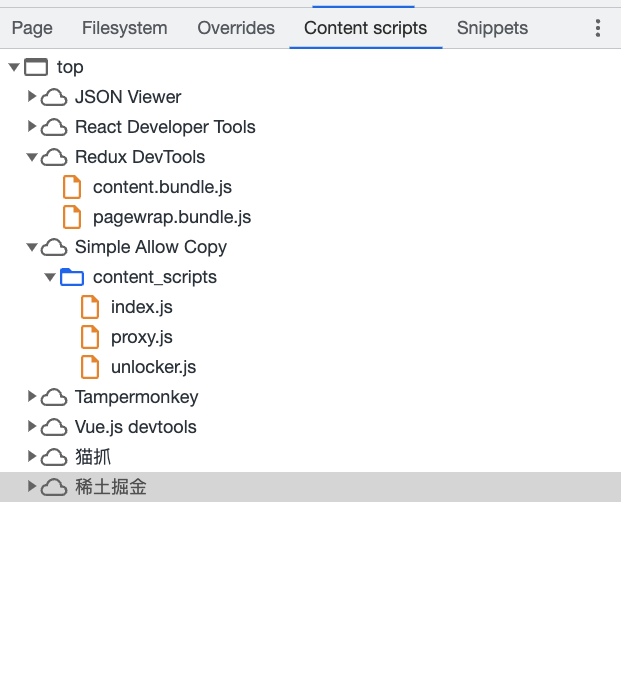 Page Filesystem Overrides Content scripts Snippets
top
JSON Viewer
React Developer Tools
Redux DevTools
content.bundle.js
pagewrap.bundle.js
Simple Allow Copy
content_scripts
index.js
proxy.js
unlocker.js
Tampermonkey
Vue.js devtools
猫抓
稀土掘金